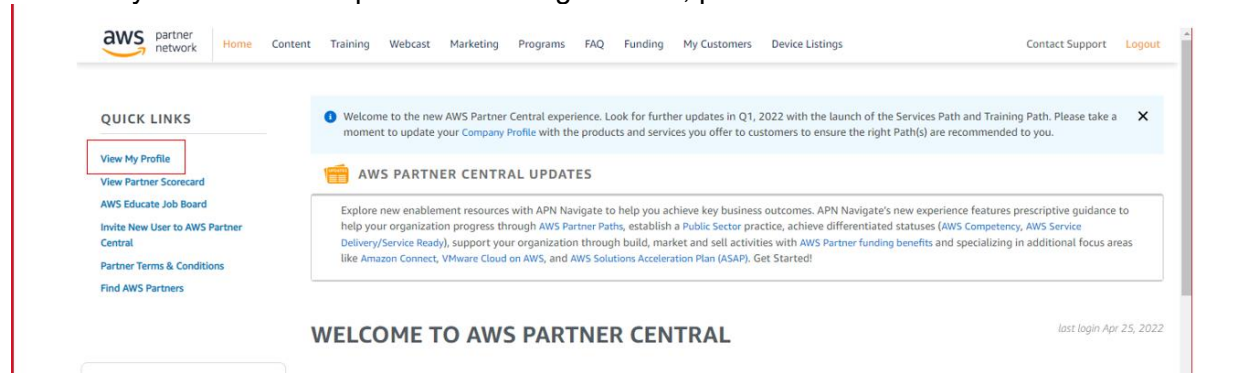 aws partner network Home Content Training Webcast Marketing Programs FAQ Funding My Customers Device Listings Contact Support Logout
QUICK LINKS
View My Profile
View Partner Scorecard
AWS Educate Job Board
Invite New User to AWS Partner
Central
Partner Terms & Conditions
Find AWS Partners
Welcome to the new AWS Partner Central experience. Look for further updates in Q1, 2022 with the launch of the Services Path and Training Path. Please take a
moment to update your Company Profile with the products and services you offer to customers to ensure the right Path(s) are recommended to you.
AWS PARTNER CENTRAL UPDATES
Explore new enablement resources with APN Navigate to help you achieve key business outcomes. APN Navigate's new experience features prescriptive guidance to
help your organization progress through AWS Partner Paths, establish a Public Sector practice, achieve differentiated statuses (AWS Competency, AWS Service
Delivery/Service Ready), support your organization through build, market and sell activities with AWS Partner funding benefits and specializing in additional focus areas
like Amazon Connect, VMware Cloud on AWS, and AWS Solutions Acceleration Plan (ASAP). Get Started!
WELCOME TO AWS PARTNER CENTRAL
last login Apr 25, 2022